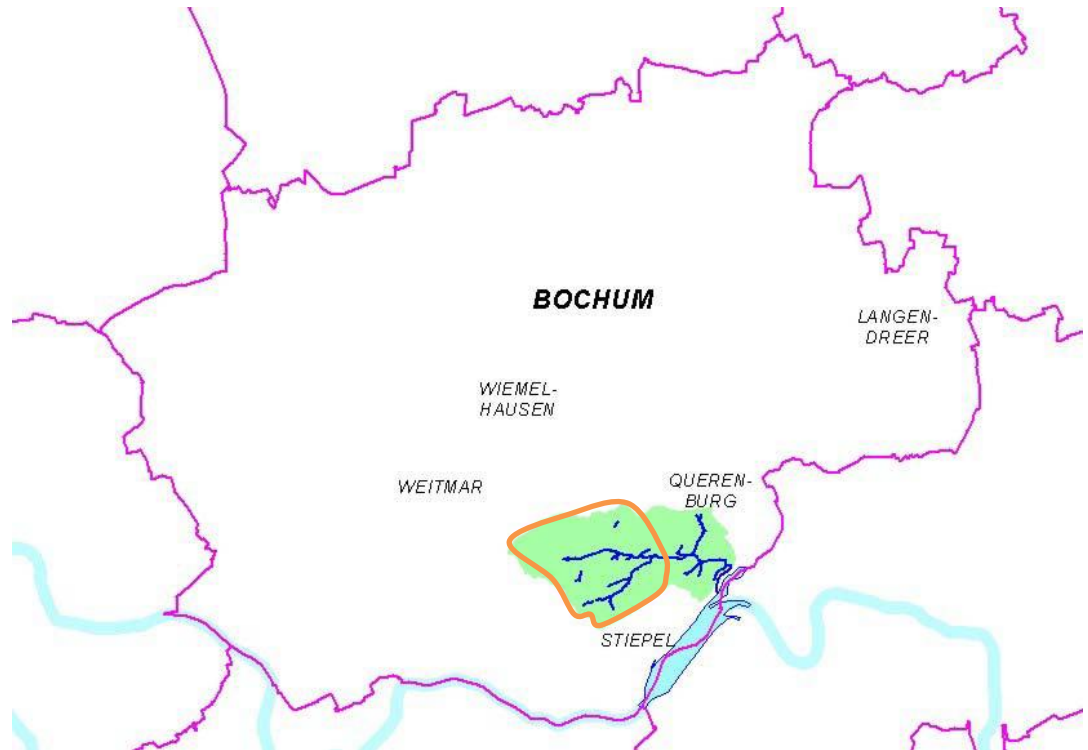 BOCHUM
LANGEN-
DREER
WIEMEL-
HAUSEN
WEITMAR
QUEREN-
BURG
STIEPEL